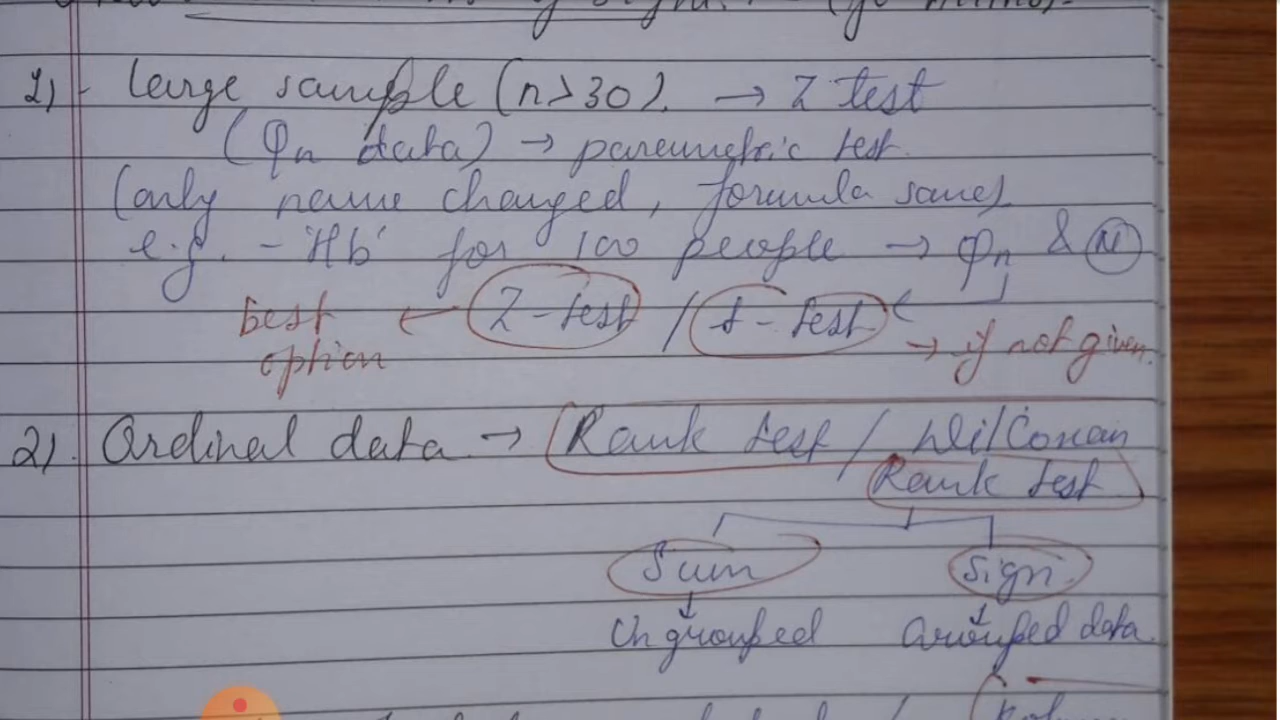 1) - large sample (n>30). → Z test
(Qn data) → parametric test.
(only name changed, formula same)
e.g. - 'Hb' for 100 people → Qn & N
best ← Z-test / t-test
option → if not given.
2). Ordinal data → Rank test / WilCoxan
Rank test
Sum Sign.
Ungrouped Grouped data.